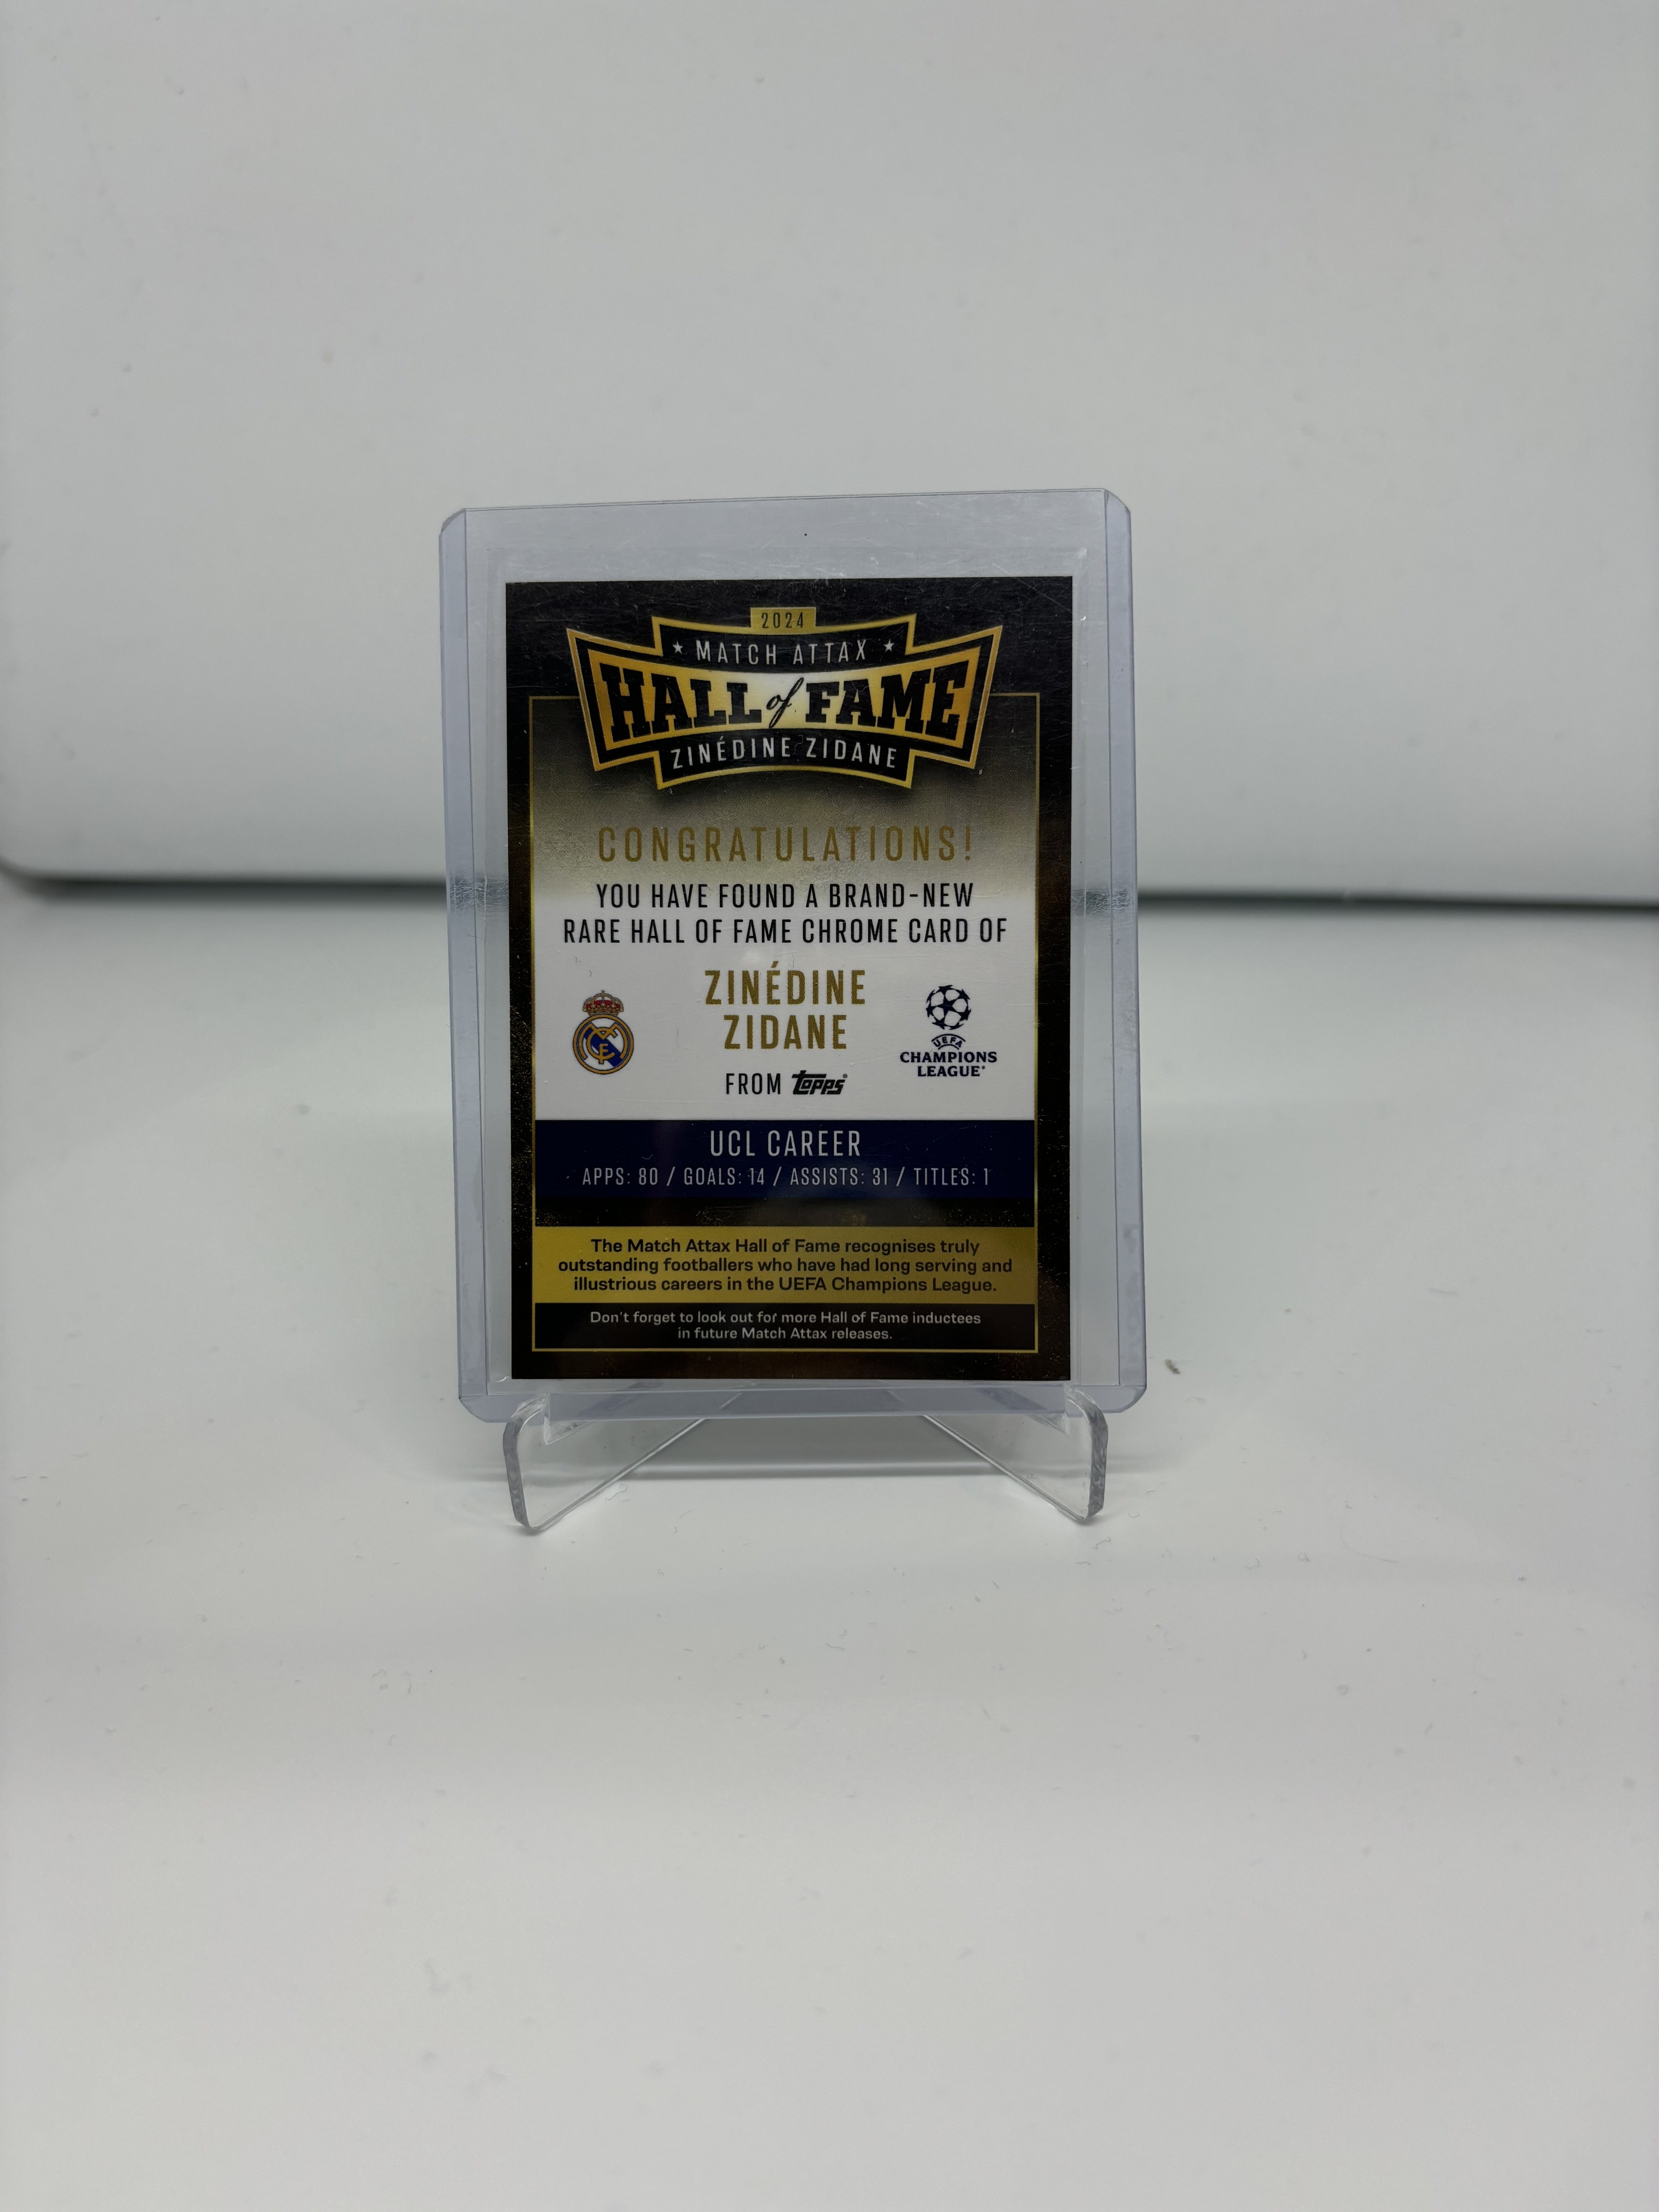 2024
★ MATCH ATTAX ★
HALL of FAME
ZINÉDINE ZIDANE
CONGRATULATIONS!
YOU HAVE FOUND A BRAND-NEW
RARE HALL OF FAME CHROME CARD OF
ZINÉDINE
ZIDANE
FROM Topps®
UEFA
CHAMPIONS
LEAGUE®
UCL CAREER
APPS: 80 / GOALS: 14 / ASSISTS: 31 / TITLES: 1
The Match Attax Hall of Fame recognises truly
outstanding footballers who have had long serving and
illustrious careers in the UEFA Champions League.
Don't forget to look out for more Hall of Fame inductees
in future Match Attax releases.